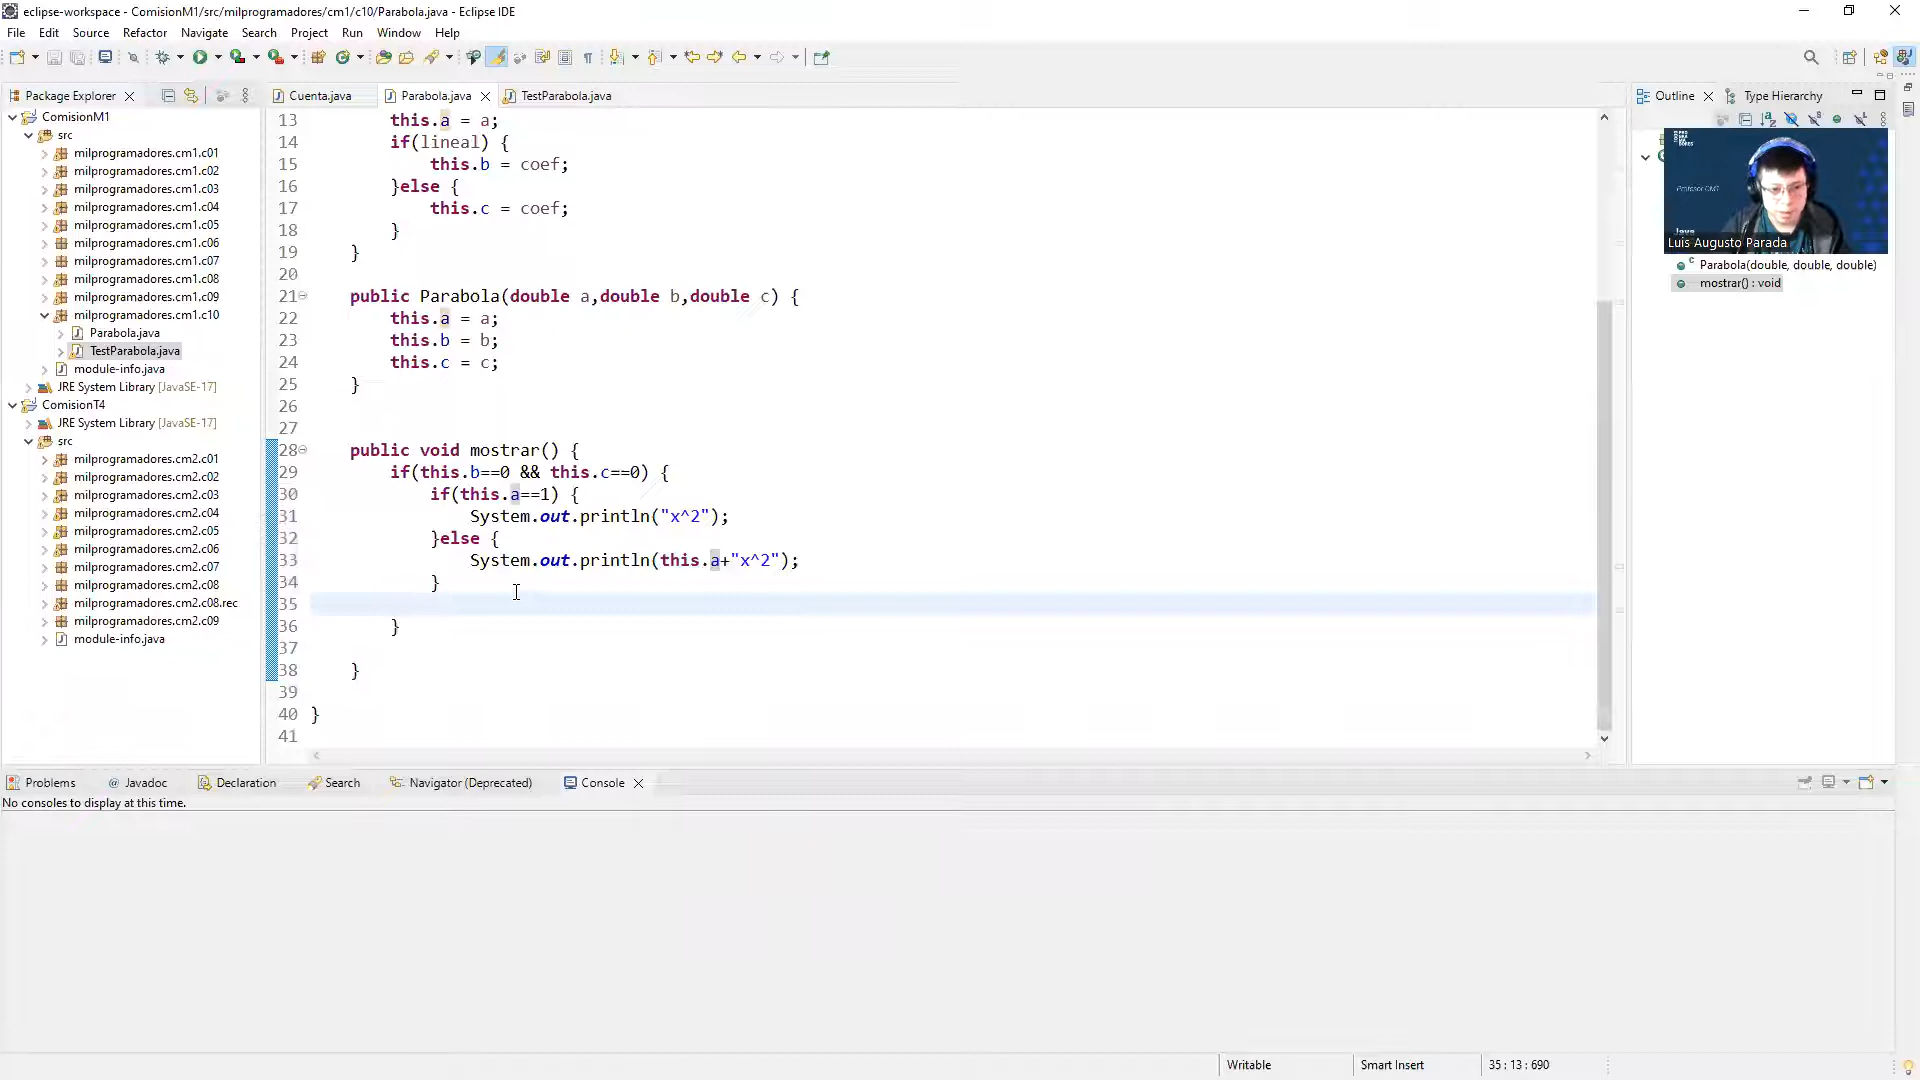 eclipse-workspace - ComisionM1/src/milprogramadores/cm1/c10/Parabola.java - Eclipse IDE
File Edit Source Refactor Navigate Search Project Run Window Help
Package Explorer
ComisionM1
src
milprogramadores.cm1.c01
milprogramadores.cm1.c02
milprogramadores.cm1.c03
milprogramadores.cm1.c04
milprogramadores.cm1.c05
milprogramadores.cm1.c06
milprogramadores.cm1.c07
milprogramadores.cm1.c08
milprogramadores.cm1.c09
milprogramadores.cm1.c10
Parabola.java
TestParabola.java
module-info.java
JRE System Library [JavaSE-17]
ComisionT4
JRE System Library [JavaSE-17]
src
milprogramadores.cm2.c01
milprogramadores.cm2.c02
milprogramadores.cm2.c03
milprogramadores.cm2.c04
milprogramadores.cm2.c05
milprogramadores.cm2.c06
milprogramadores.cm2.c07
milprogramadores.cm2.c08
milprogramadores.cm2.c08.rec
milprogramadores.cm2.c09
module-info.java
Cuenta.java Parabola.java TestParabola.java
13 this.a = a;
14 if(lineal) {
15 this.b = coef;
16 }else {
17 this.c = coef;
18 }
19 }
20
21 public Parabola(double a,double b,double c) {
22 this.a = a;
23 this.b = b;
24 this.c = c;
25 }
26
27
28 public void mostrar() {
29 if(this.b==0 && this.c==0) {
30 if(this.a==1) {
31 System.out.println("x^2");
32 }else {
33 System.out.println(this.a+"x^2");
34 }
35
36 }
37
38 }
39
40 }
41
Outline Type Hierarchy
Profesor CM1
Java
Luis Augusto Parada
Parabola(double, double, double)
mostrar() : void
Problems Javadoc Declaration Search Navigator (Deprecated) Console
No consoles to display at this time.
Writable Smart Insert 35 : 13 : 690